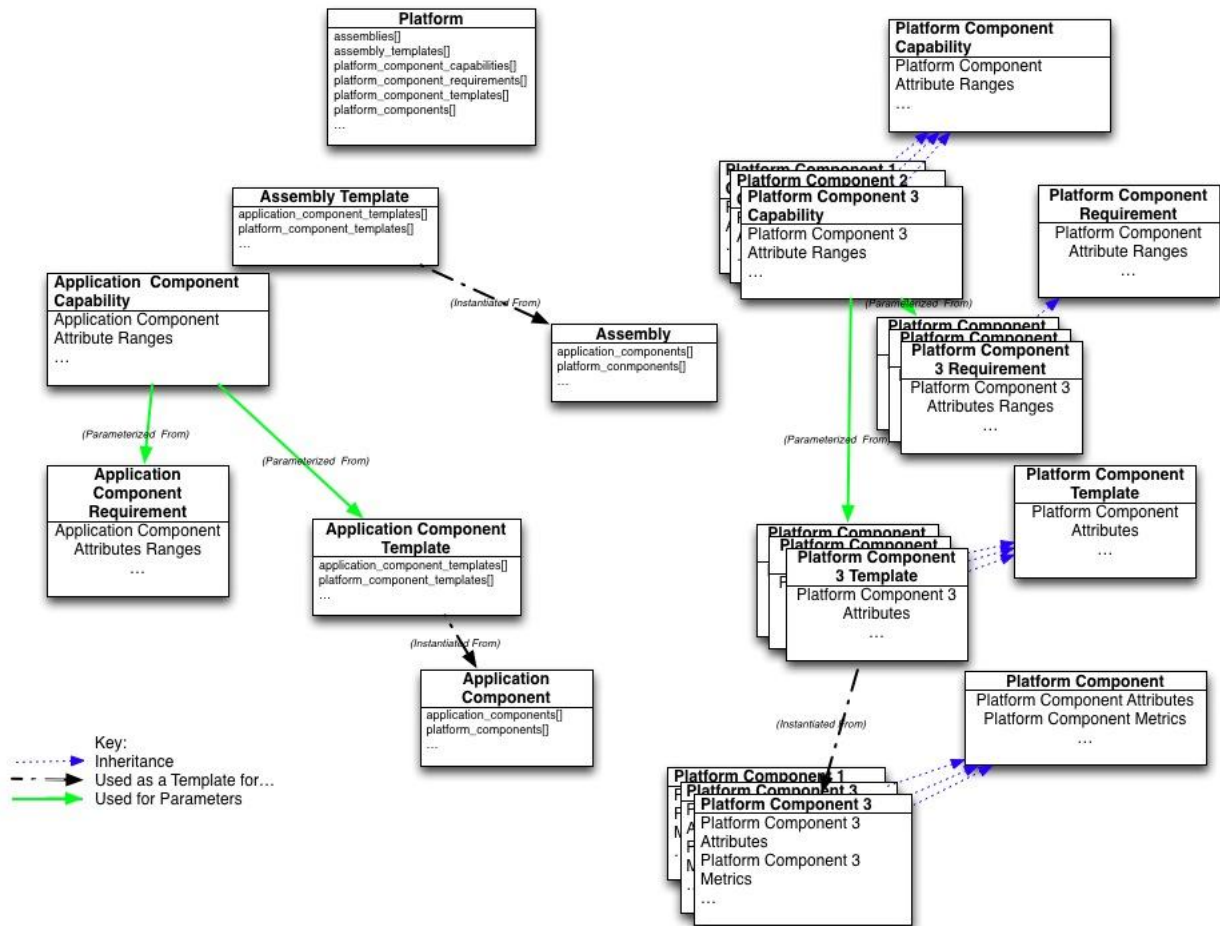 Platform
assemblies[]
assembly_templates[]
platform_component_capabilities[]
platform_component_requirements[]
platform_component_templates[]
platform_components[]
...
Platform Component
Capability
Platform Component
Attribute Ranges
...
Assembly Template
application_component_templates[]
platform_component_templates[]
...
Platform Component 1
Platform Component 2
Platform Component 3
Capability
Platform Component 3
Attribute Ranges
...
Platform Component
Requirement
Platform Component
Attribute Ranges
...
Application Component
Capability
Application Component
Attribute Ranges
...
(Instantiated From)
Assembly
application_components[]
platform_conmponents[]
...
(Parameterized From)
Platform Component
Platform Component
Platform Component
3 Requirement
Platform Component 3
Attributes Ranges
...
(Parameterized From)
(Parameterized From)
(Parameterized From)
Application
Component
Requirement
Application Component
Attributes Ranges
...
Application Component
Template
application_component_templates[]
platform_component_templates[]
...
Platform Component
Template
Platform Component
Attributes
...
Platform Component
Platform Component
Platform Component
3 Template
Platform Component 3
Attributes
...
(Instantiated From)
Application
Component
application_components[]
platform_components[]
...
(Instantiated From)
Platform Component
Platform Component Attributes
Platform Component Metrics
...
Key:
Inheritance
Used as a Template for...
Used for Parameters
Platform Component 1
Platform Component 3
Platform Component 3
Platform Component 3
Attributes
Platform Component 3
Metrics
...